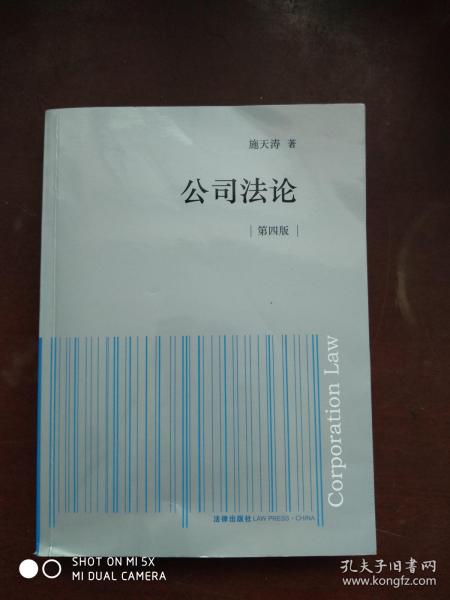 施天涛 著
公司法论
第四版
Corporation Law
法律出版社 LAW PRESS·CHINA
SHOT ON MI 5X
MI DUAL CAMERA
孔夫子旧书网
www.kongfz.com